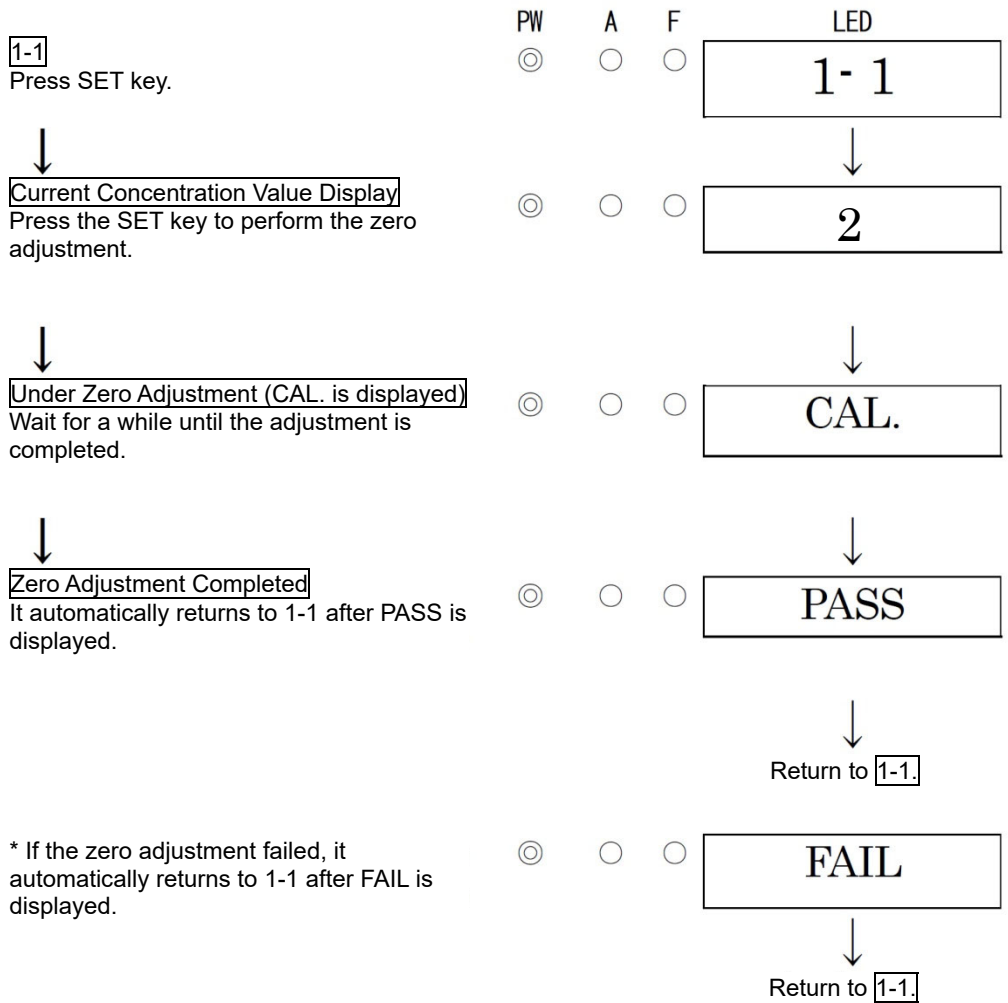 PW A F LED
1-1
Press SET key.
1- 1
Current Concentration Value Display
Press the SET key to perform the zero
adjustment.
2
Under Zero Adjustment (CAL. is displayed)
Wait for a while until the adjustment is
completed.
CAL.
Zero Adjustment Completed
It automatically returns to 1-1 after PASS is
displayed.
PASS
Return to 1-1.
* If the zero adjustment failed, it
automatically returns to 1-1 after FAIL is
displayed.
FAIL
Return to 1-1.